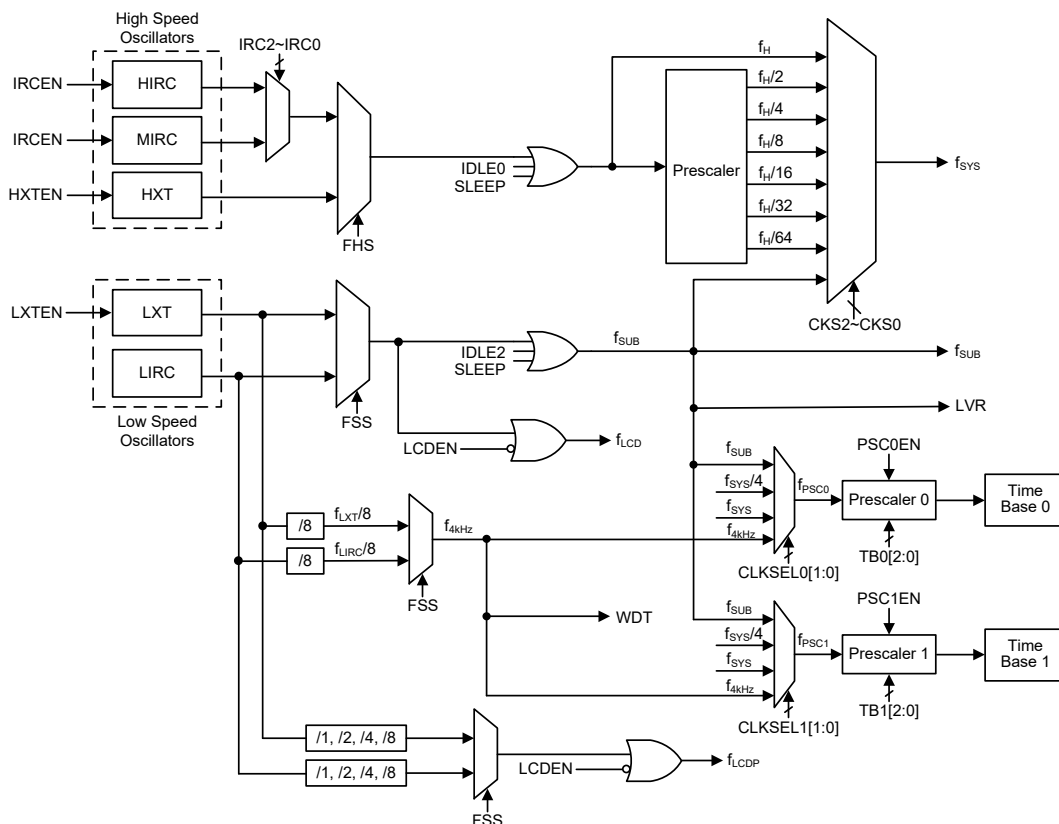 High Speed
Oscillators
IRC2~IRC0
IRCEN
HIRC
IRCEN
MIRC
HXTEN
HXT
FHS
IDLE0
SLEEP
Prescaler
fH
fH/2
fH/4
fH/8
fH/16
fH/32
fH/64
fSYS
CKS2~CKS0
LXTEN
LXT
LIRC
Low Speed
Oscillators
FSS
IDLE2
SLEEP
fSUB
fSUB
LVR
LCDEN
fLCD
/8
fLXT/8
/8
fLIRC/8
FSS
f4kHz
WDT
fSUB
fSYS/4
fSYS
f4kHz
CLKSEL0[1:0]
fPSC0
PSC0EN
Prescaler 0
TB0[2:0]
Time
Base 0
fSUB
fSYS/4
fSYS
f4kHz
CLKSEL1[1:0]
fPSC1
PSC1EN
Prescaler 1
TB1[2:0]
Time
Base 1
/1, /2, /4, /8
/1, /2, /4, /8
FSS
LCDEN
fLCDP